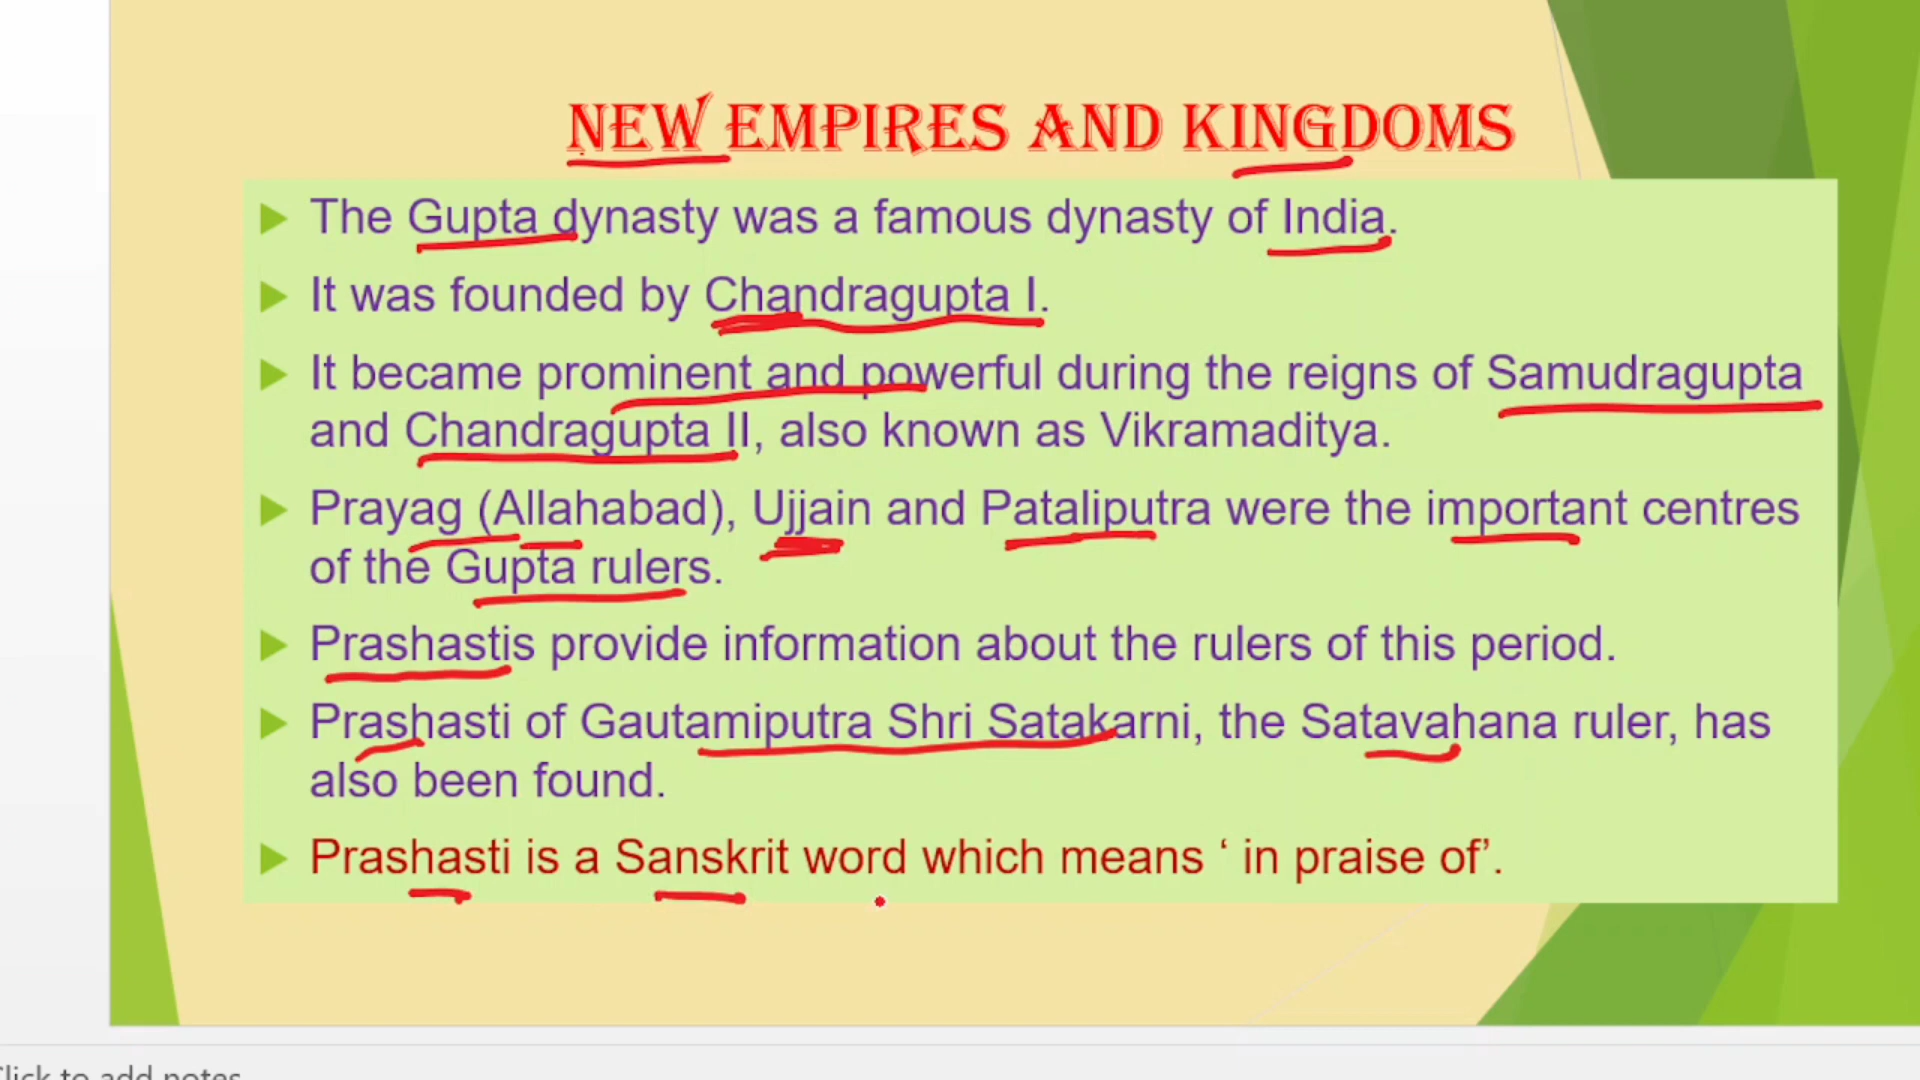 NEW EMPIRES AND KINGDOMS
The Gupta dynasty was a famous dynasty of India.
It was founded by Chandragupta I.
It became prominent and powerful during the reigns of Samudragupta
and Chandragupta II, also known as Vikramaditya.
Prayag (Allahabad), Ujjain and Pataliputra were the important centres
of the Gupta rulers.
Prashastis provide information about the rulers of this period.
Prashasti of Gautamiputra Shri Satakarni, the Satavahana ruler, has
also been found.
Prashasti is a Sanskrit word which means ‘ in praise of’.
Click to add notes